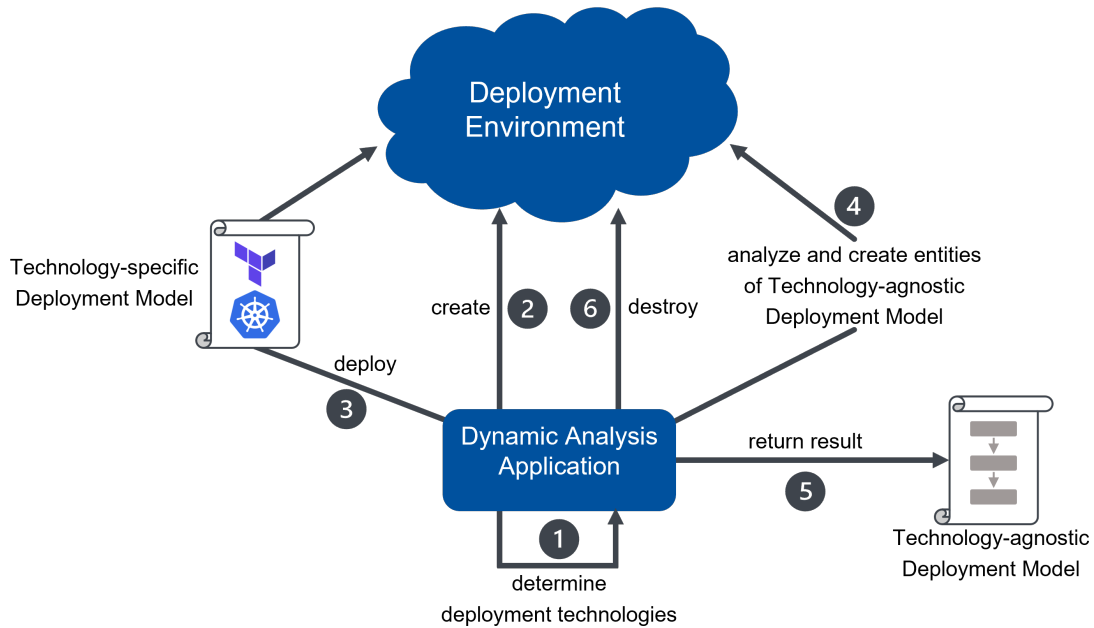 Deployment
Environment
4
Technology-specific
Deployment Model
analyze and create entities
of Technology-agnostic
Deployment Model
create
2
6
destroy
deploy
3
Dynamic Analysis
Application
return result
5
1
determine
deployment technologies
Technology-agnostic
Deployment Model